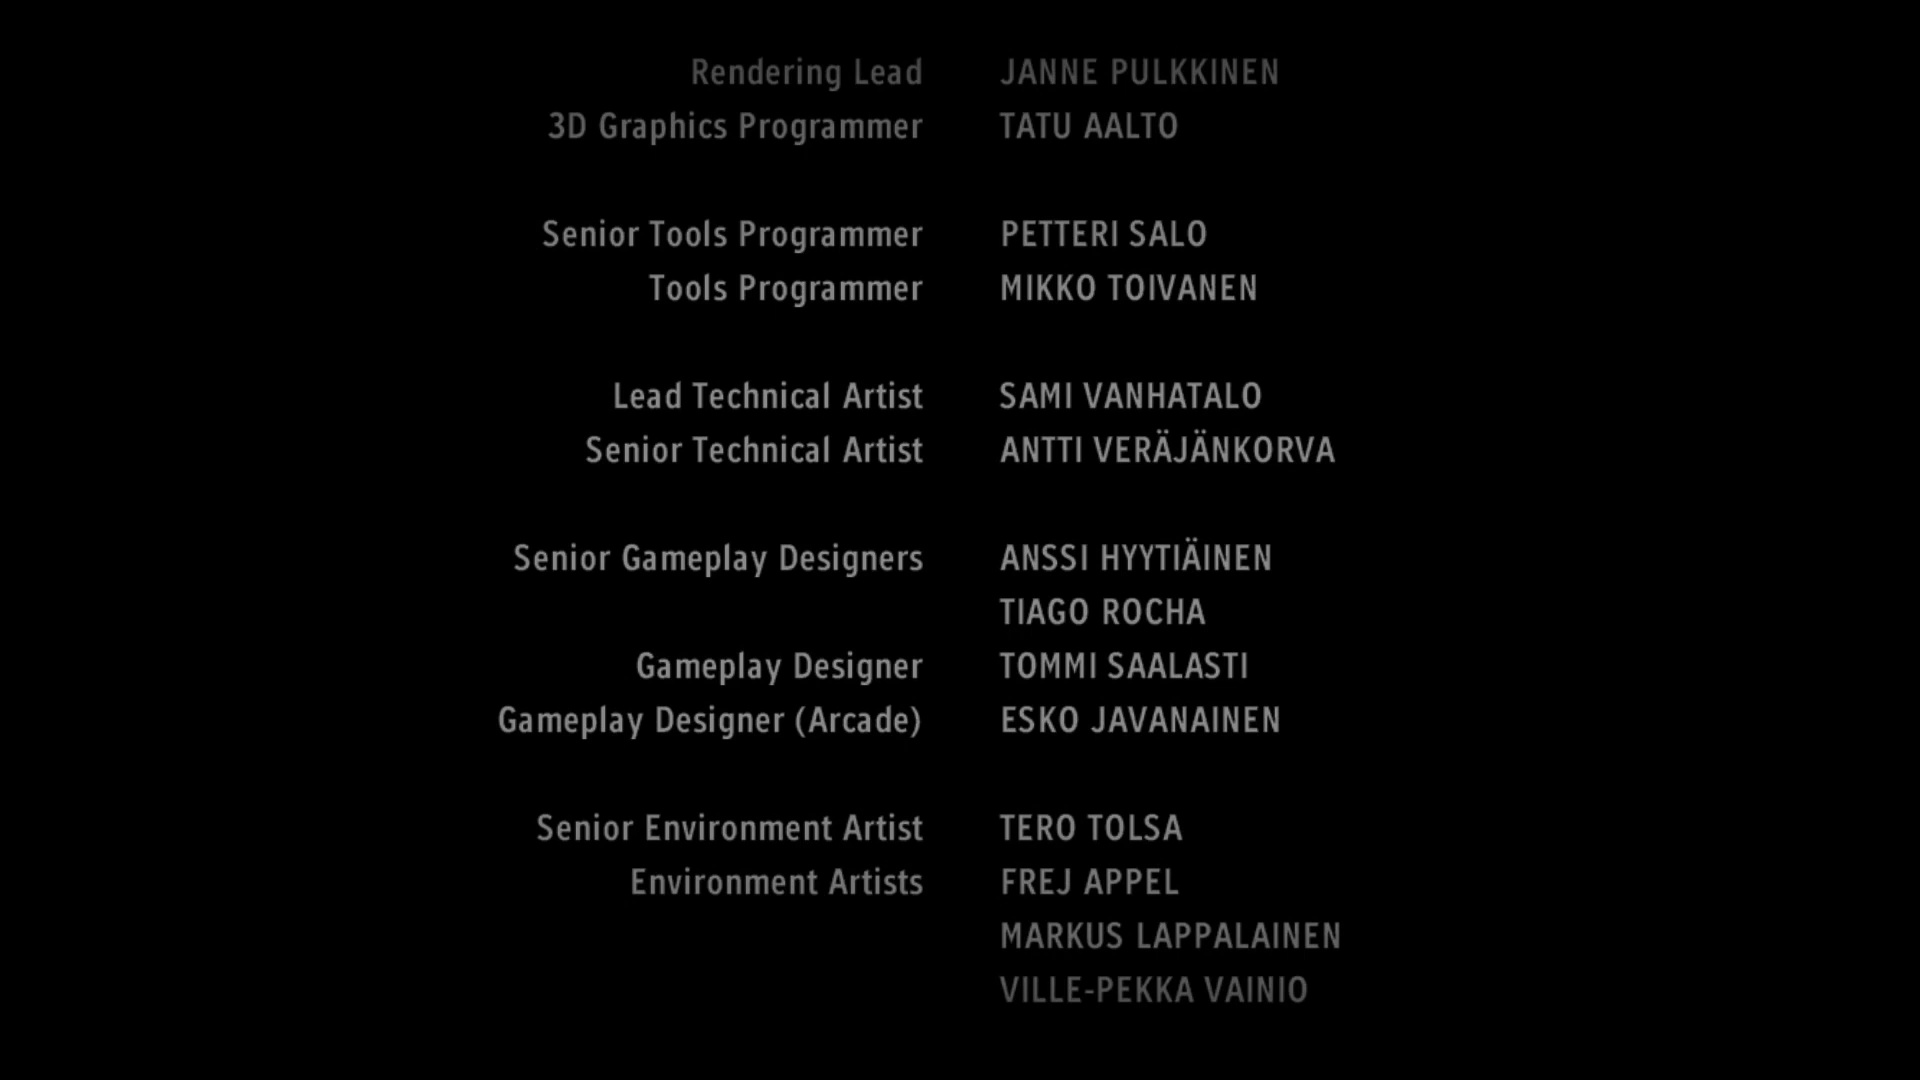 Rendering Lead JANNE PULKKINEN
3D Graphics Programmer TATU AALTO
Senior Tools Programmer PETTERI SALO
Tools Programmer MIKKO TOIVANEN
Lead Technical Artist SAMI VANHATALO
Senior Technical Artist ANTTI VERÄJÄNKORVA
Senior Gameplay Designers ANSSI HYYTIÄINEN
TIAGO ROCHA
Gameplay Designer TOMMI SAALASTI
Gameplay Designer (Arcade) ESKO JAVANAINEN
Senior Environment Artist TERO TOLSA
Environment Artists FREJ APPEL
MARKUS LAPPALAINEN
VILLE-PEKKA VAINIO